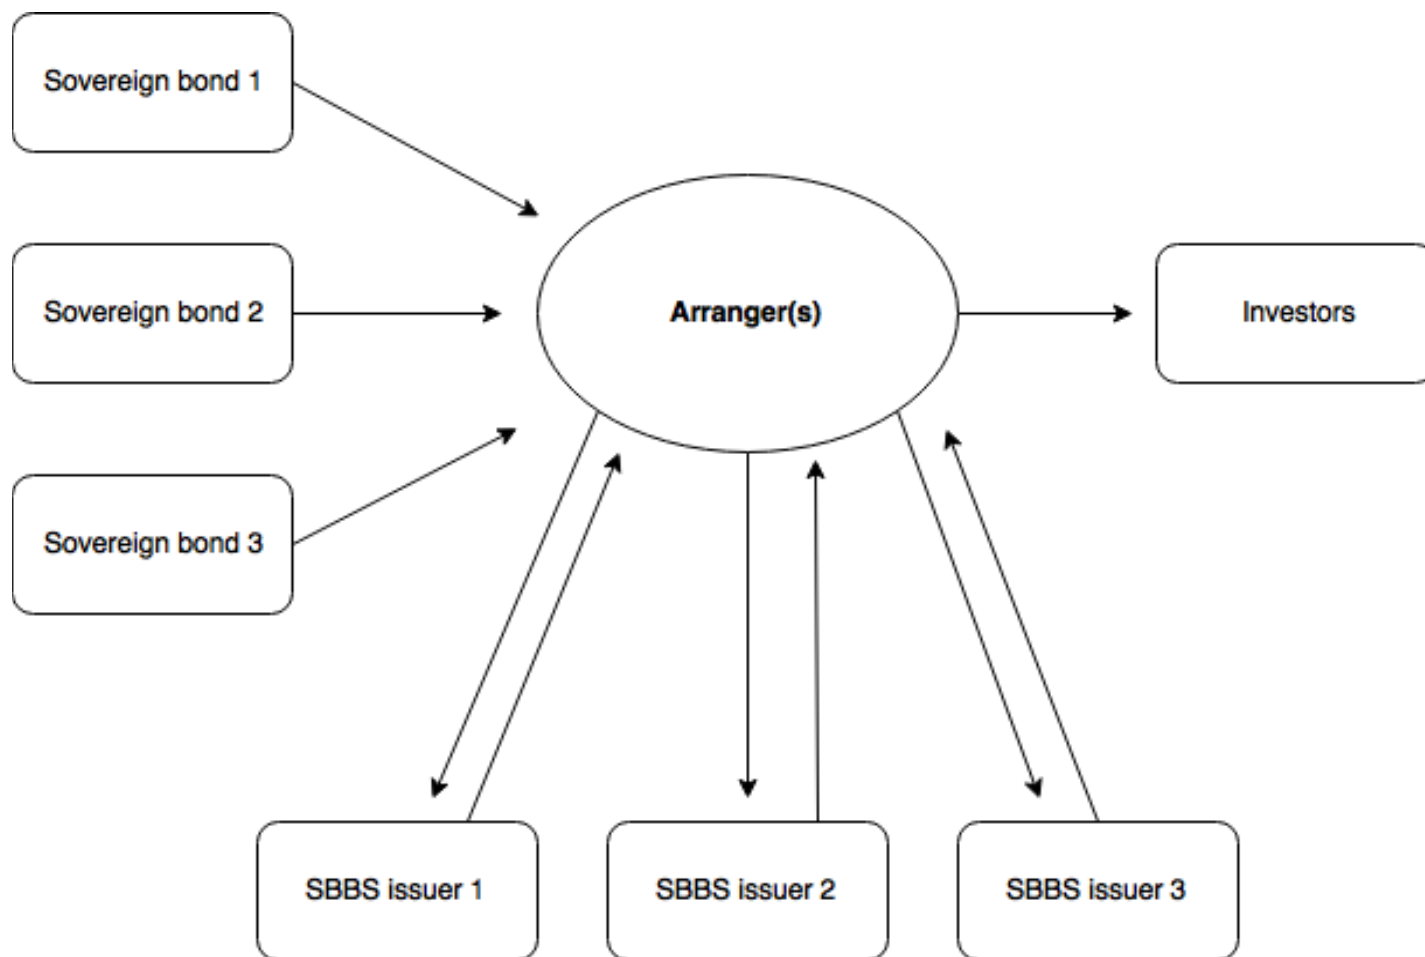 Sovereign bond 1
Sovereign bond 2
Arranger(s)
Investors
Sovereign bond 3
SBBS issuer 1
SBBS issuer 2
SBBS issuer 3